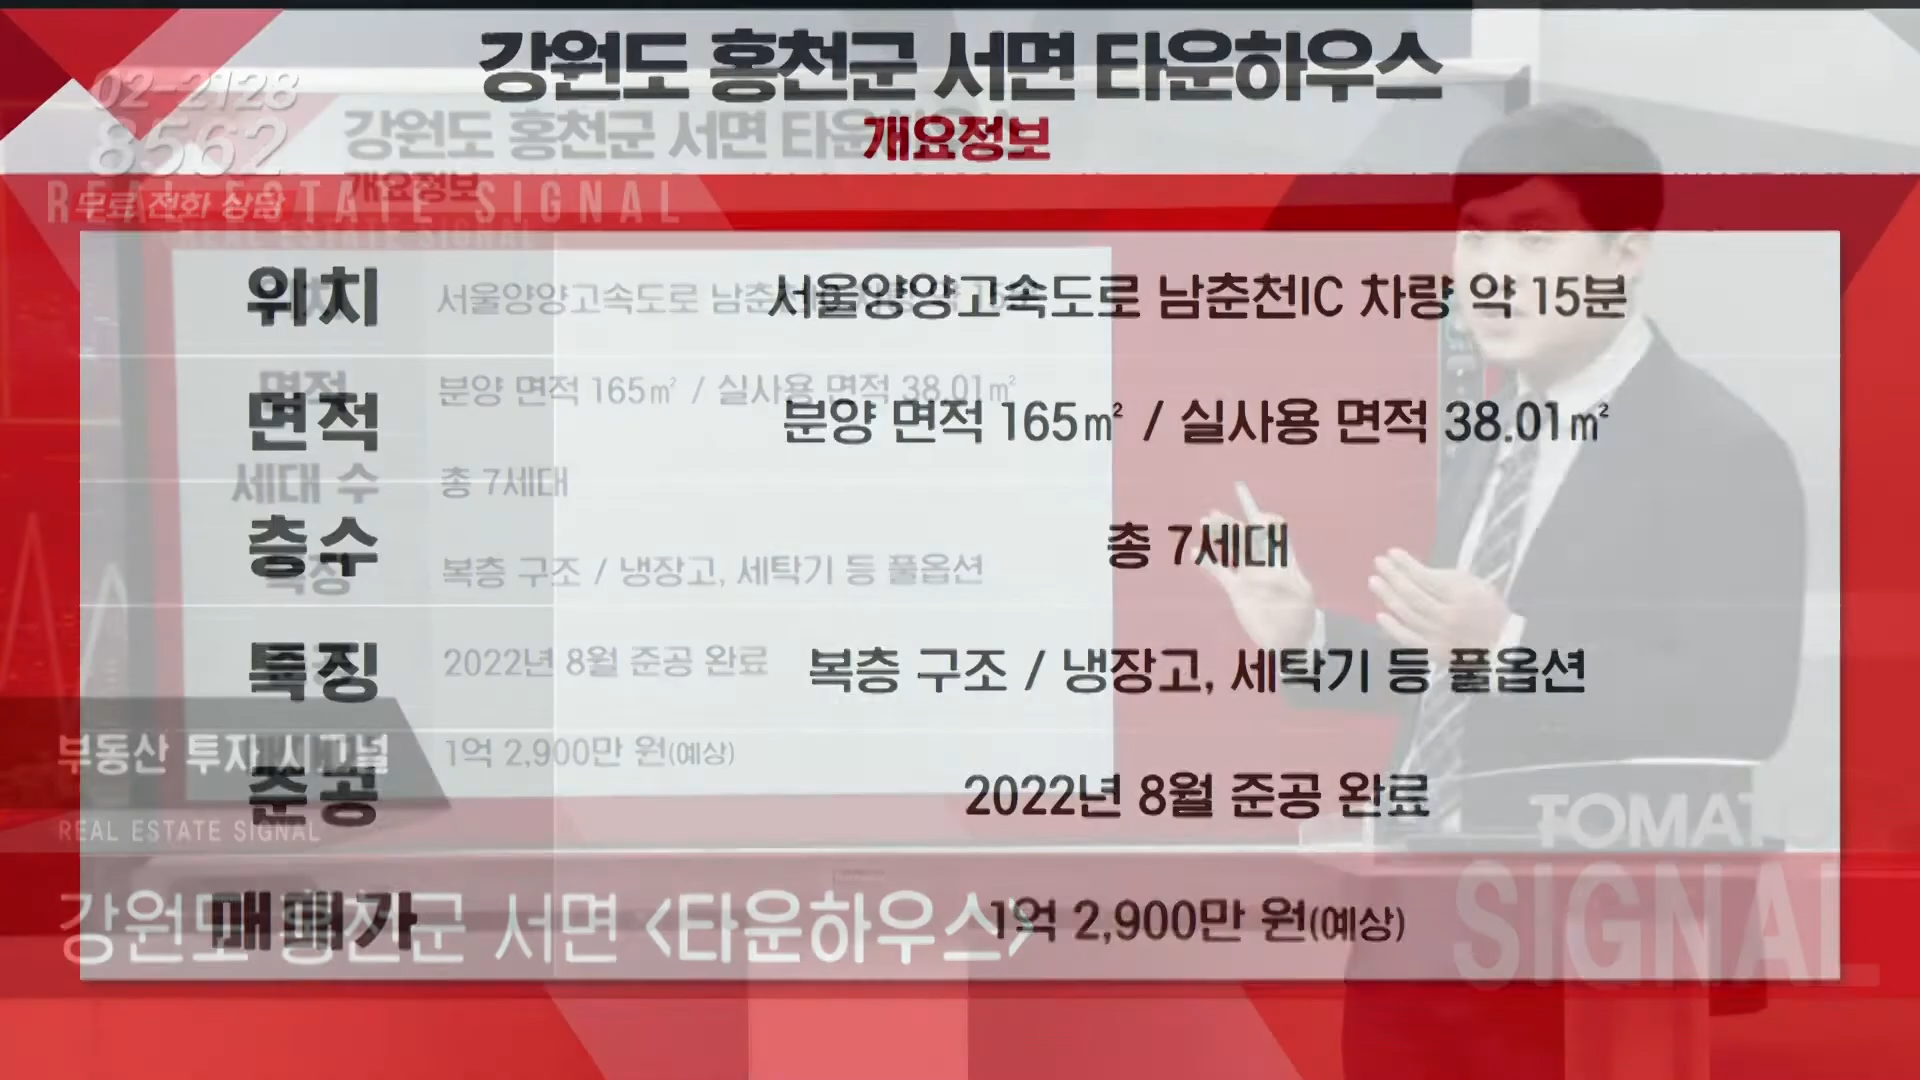 강원도 홍천군 서면 타운하우스
개요정보
02-2128
8562
무료 전화 상담
강원도 홍천군 서면
개요정보
REAL ESTATE SIGNAL
REAL ESTATE SIGNAL
위치 서울양양고속도로 남춘천IC 차량 약 15분
서울양양고속도로
면적 분양 면적 165㎡ / 실사용 면적 38.01㎡
면적 분양 면적 165㎡ / 실사용 면적 38.01㎡
세대 수 총 7세대
층수 총 7세대
특징 복층 구조 / 냉장고, 세탁기 등 풀옵션
특징 복층 구조 / 냉장고, 세탁기 등 풀옵션
2022년 8월 준공 완료
준공 2022년 8월 준공 완료
1억 2,900만 원(예상)
부동산 투자 시그널
REAL ESTATE SIGNAL
매매가 1억 2,900만 원(예상)
강원도 홍천군 서면 <타운하우스>
TOMATO
SIGNAL